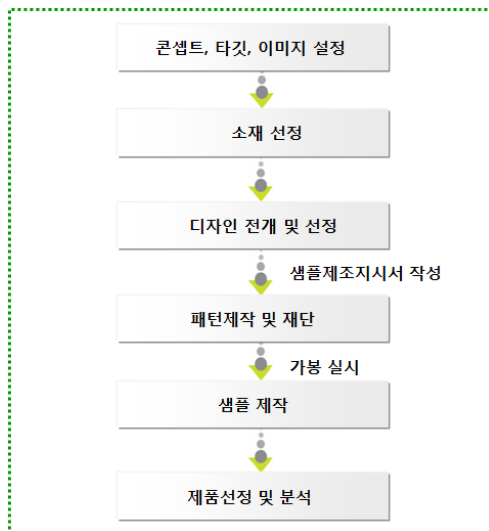 콘셉트, 타깃, 이미지 설정
소재 선정
디자인 전개 및 선정
샘플제조지시서 작성
패턴제작 및 재단
가봉 실시
샘플 제작
제품선정 및 분석